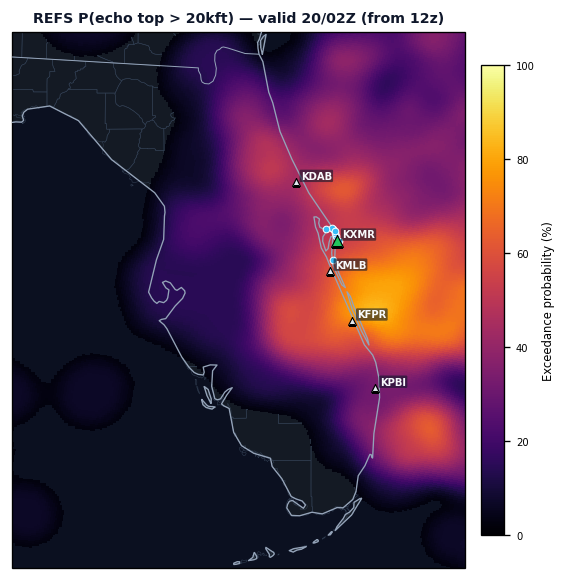 REFS P(echo top > 20kft) — valid 20/02Z (from 12z)
KDAB
KXMR
KMLB
KFPR
KPBI
100
80
60
40
20
0
Exceedance probability (%)